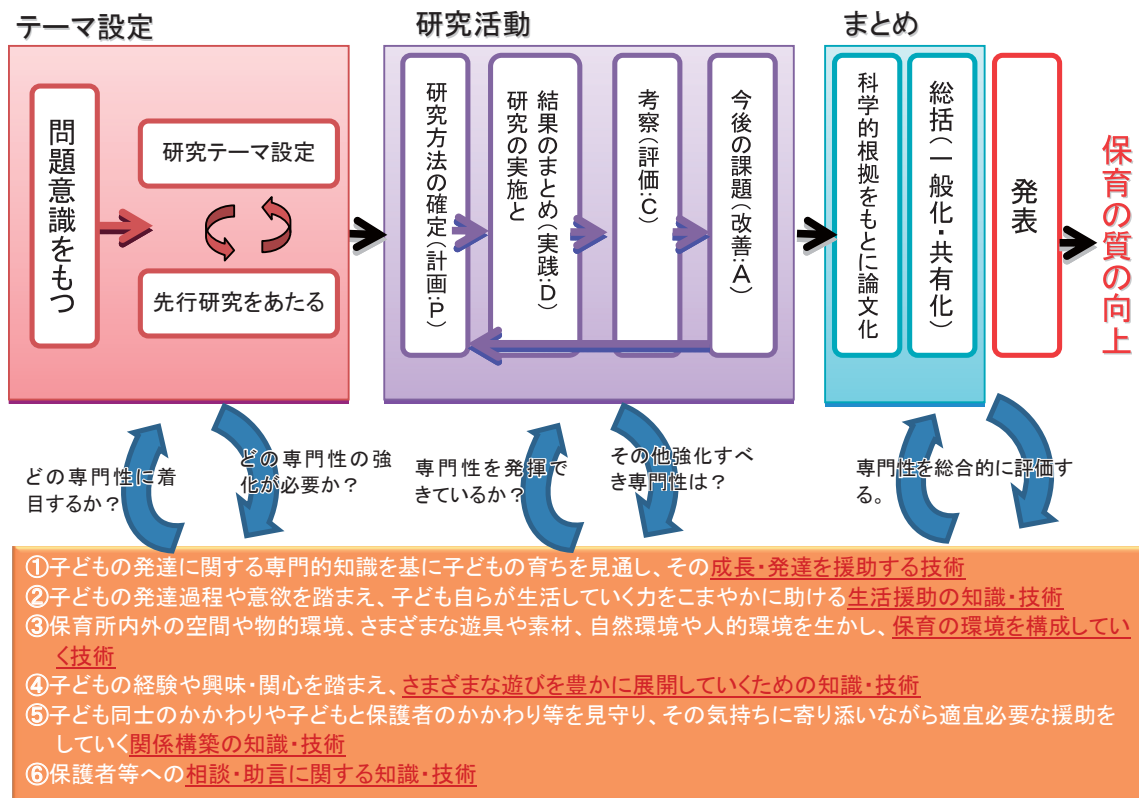 テーマ設定
問題意識をもつ
研究テーマ設定
先行研究をあたる
研究活動
研究方法の確定(計画:P)
研究の実施と
結果のまとめ(実践:D)
考察(評価:C)
今後の課題(改善:A)
まとめ
科学的根拠をもとに論文化
総括(一般化・共有化)
発表
保育の質の向上
どの専門性に着
目するか?
どの専門性の強
化が必要か?
専門性を発揮で
きているか?
その他強化すべ
き専門性は?
専門性を総合的に評価す
る。
①子どもの発達に関する専門的知識を基に子どもの育ちを見通し、その成長・発達を援助する技術
②子どもの発達過程や意欲を踏まえ、子ども自らが生活していく力をこまやかに助ける生活援助の知識・技術
③保育所内外の空間や物的環境、さまざまな遊具や素材、自然環境や人的環境を生かし、保育の環境を構成してい
く技術
④子どもの経験や興味・関心を踏まえ、さまざまな遊びを豊かに展開していくための知識・技術
⑤子ども同士のかかわりや子どもと保護者のかかわり等を見守り、その気持ちに寄り添いながら適宜必要な援助を
していく関係構築の知識・技術
⑥保護者等への相談・助言に関する知識・技術